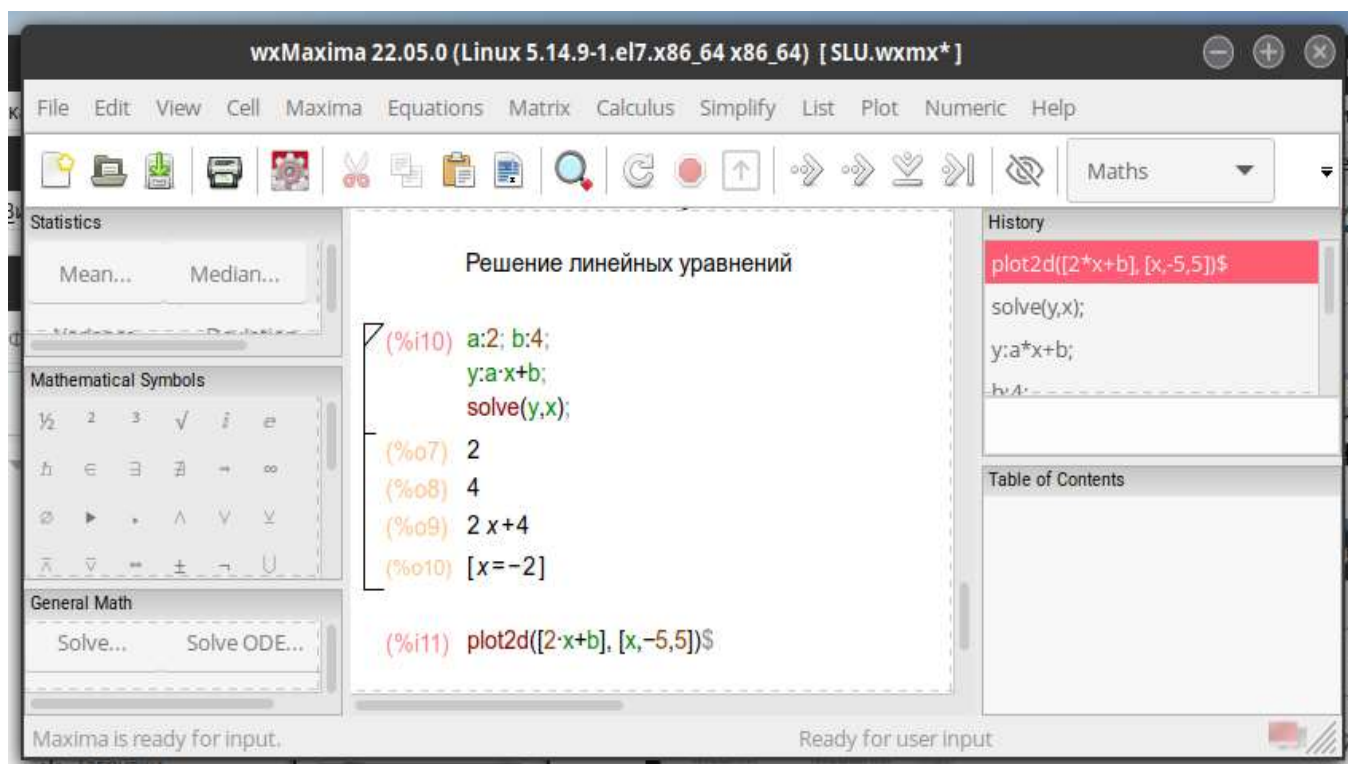 wxMaxima 22.05.0 (Linux 5.14.9-1.el7.x86_64 x86_64) [ SLU.wxmx* ]
File Edit View Cell Maxima Equations Matrix Calculus Simplify List Plot Numeric Help
Maths
Statistics
Mean... Median...
Mathematical Symbols
½ ² ³ √ ⅈ ⅇ
ħ ∈ ∃ ∄ ⇒ ∞
∅ ▶ ⋀ ⋁ ⊻
⊼ ⊽ ⇔ ± ¬ ⋃
General Math
Solve... Solve ODE...
Решение линейных уравнений
(%i10) a:2; b:4;
y:a·x+b;
solve(y,x);
(%o7) 2
(%o8) 4
(%o9) 2 x+4
(%o10) [x=−2]
(%i11) plot2d([2·x+b], [x,−5,5])$
History
plot2d([2*x+b], [x,-5,5])$
solve(y,x);
y:a*x+b;
b:4;
Table of Contents
Maxima is ready for input. Ready for user input